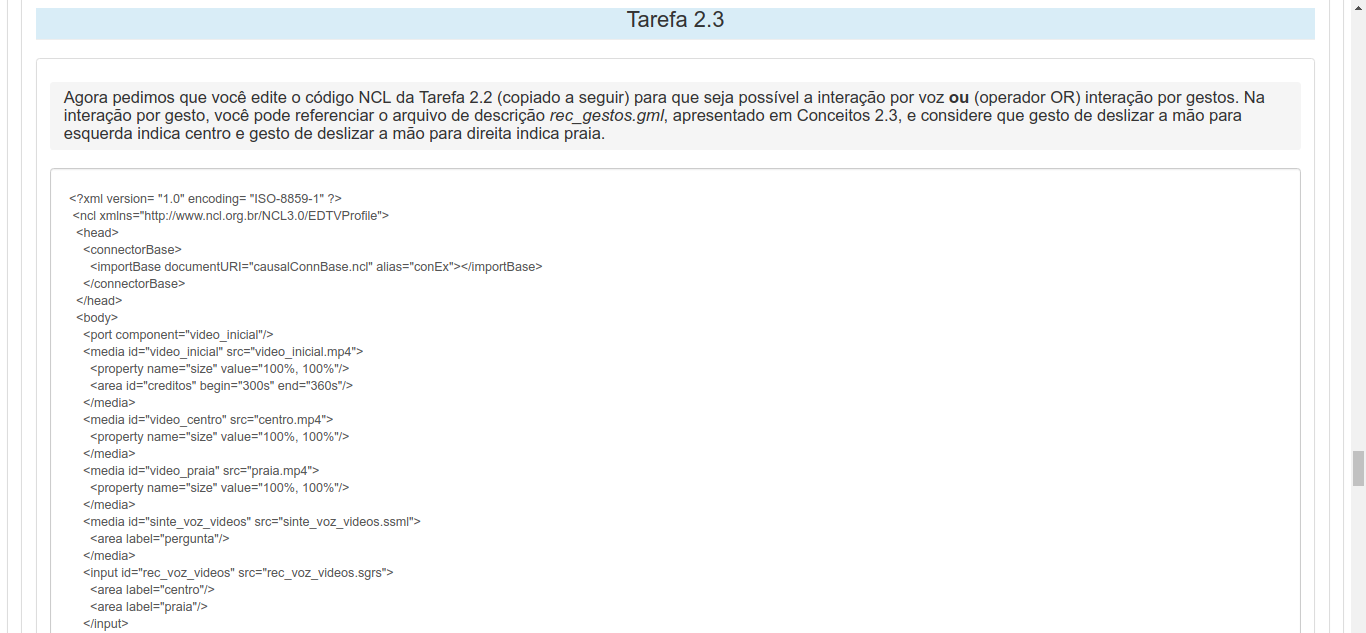 Tarefa 2.3
Agora pedimos que você edite o código NCL da Tarefa 2.2 (copiado a seguir) para que seja possível a interação por voz ou (operador OR) interação por gestos. Na
interação por gesto, você pode referenciar o arquivo de descrição rec_gestos.gml, apresentado em Conceitos 2.3, e considere que gesto de deslizar a mão para
esquerda indica centro e gesto de deslizar a mão para direita indica praia.
<?xml version= "1.0" encoding= "ISO-8859-1" ?>
<ncl xmlns="http://www.ncl.org.br/NCL3.0/EDTVProfile">
<head>
<connectorBase>
<importBase documentURI="causalConnBase.ncl" alias="conEx"></importBase>
</connectorBase>
</head>
<body>
<port component="video_inicial"/>
<media id="video_inicial" src="video_inicial.mp4">
<property name="size" value="100%, 100%"/>
<area id="creditos" begin="300s" end="360s"/>
</media>
<media id="video_centro" src="centro.mp4">
<property name="size" value="100%, 100%"/>
</media>
<media id="video_praia" src="praia.mp4">
<property name="size" value="100%, 100%"/>
</media>
<media id="sinte_voz_videos" src="sinte_voz_videos.ssml">
<area label="pergunta"/>
</media>
<input id="rec_voz_videos" src="rec_voz_videos.sgrs">
<area label="centro"/>
<area label="praia"/>
</input>